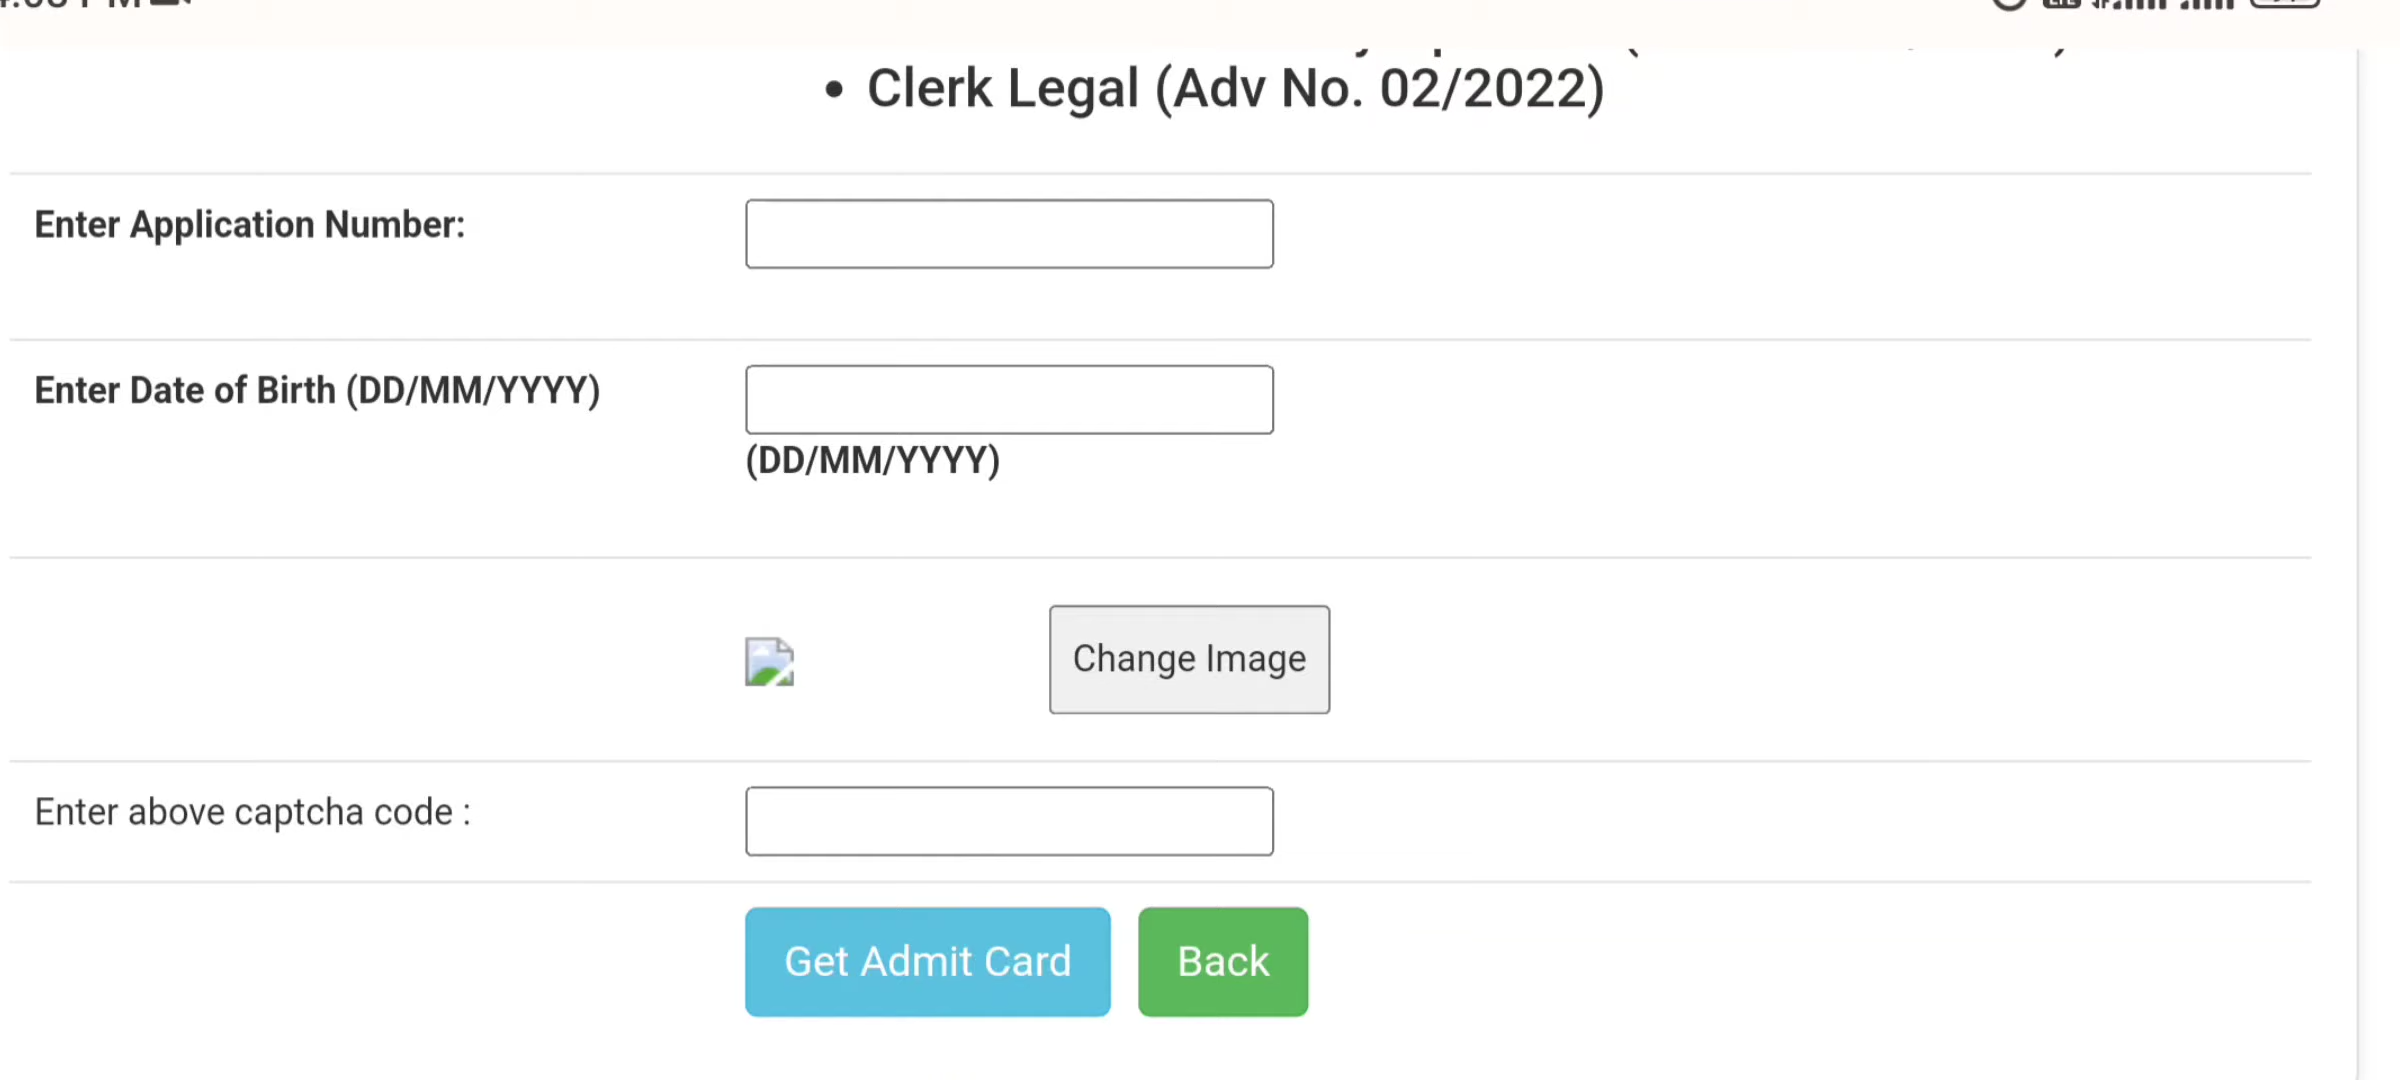 • Clerk Legal (Adv No. 02/2022)
Enter Application Number:
Enter Date of Birth (DD/MM/YYYY)
(DD/MM/YYYY)
Change Image
Enter above captcha code :
Get Admit Card
Back